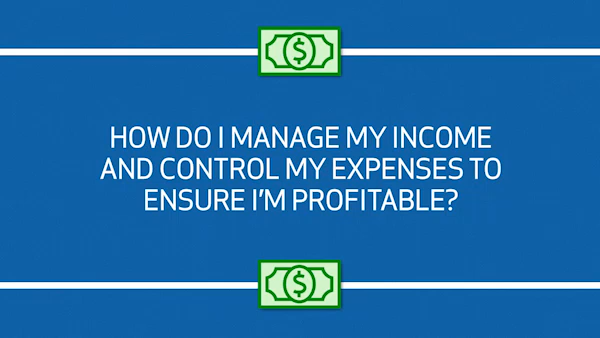 $
HOW DO I MANAGE MY INCOME
AND CONTROL MY EXPENSES TO
ENSURE I'M PROFITABLE?
$